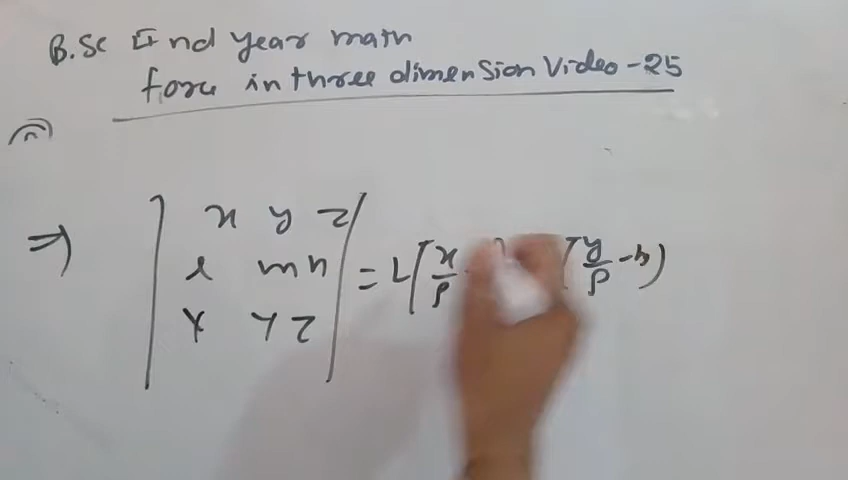 B.Sc IInd year math
force in three dimension Video-25
⇒ | x y z |
| l m n | = L(x/ρ - (y/ρ - b)
| X Y Z |